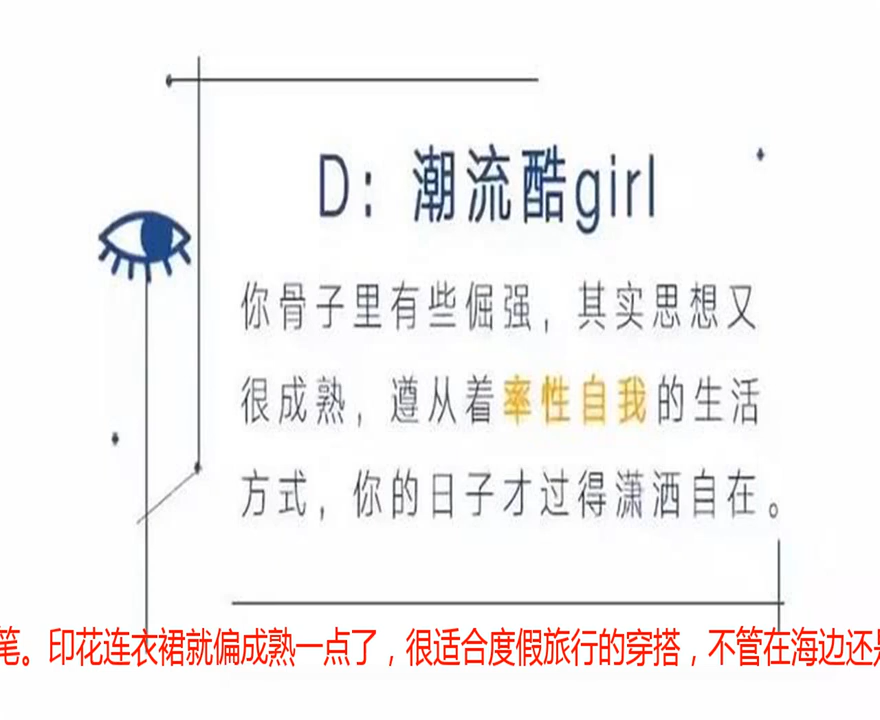 D：潮流酷girl
你骨子里有些倔强，其实思想又
很成熟，遵从着率性自我的生活
方式，你的日子才过得潇洒自在。
笔。印花连衣裙就偏成熟一点了，很适合度假旅行的穿搭，不管在海边还是